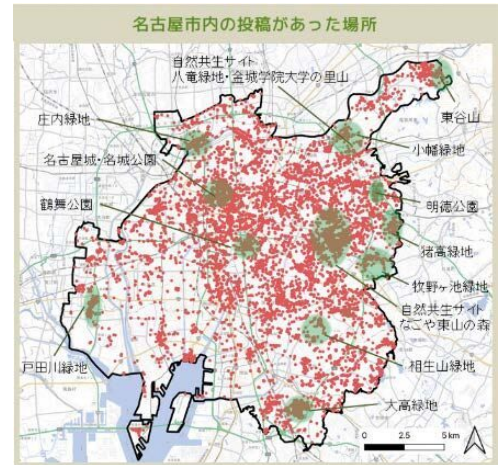 名古屋市内の投稿があった場所
自然共生サイト
八竜緑地・金城学院大学の里山
庄内緑地
東谷山
小幡緑地
名古屋城・名城公園
明徳公園
鶴舞公園
猪高緑地
牧野ヶ池緑地
自然共生サイト
なごや東山の森
戸田川緑地
相生山緑地
大高緑地
0 2.5 5 km